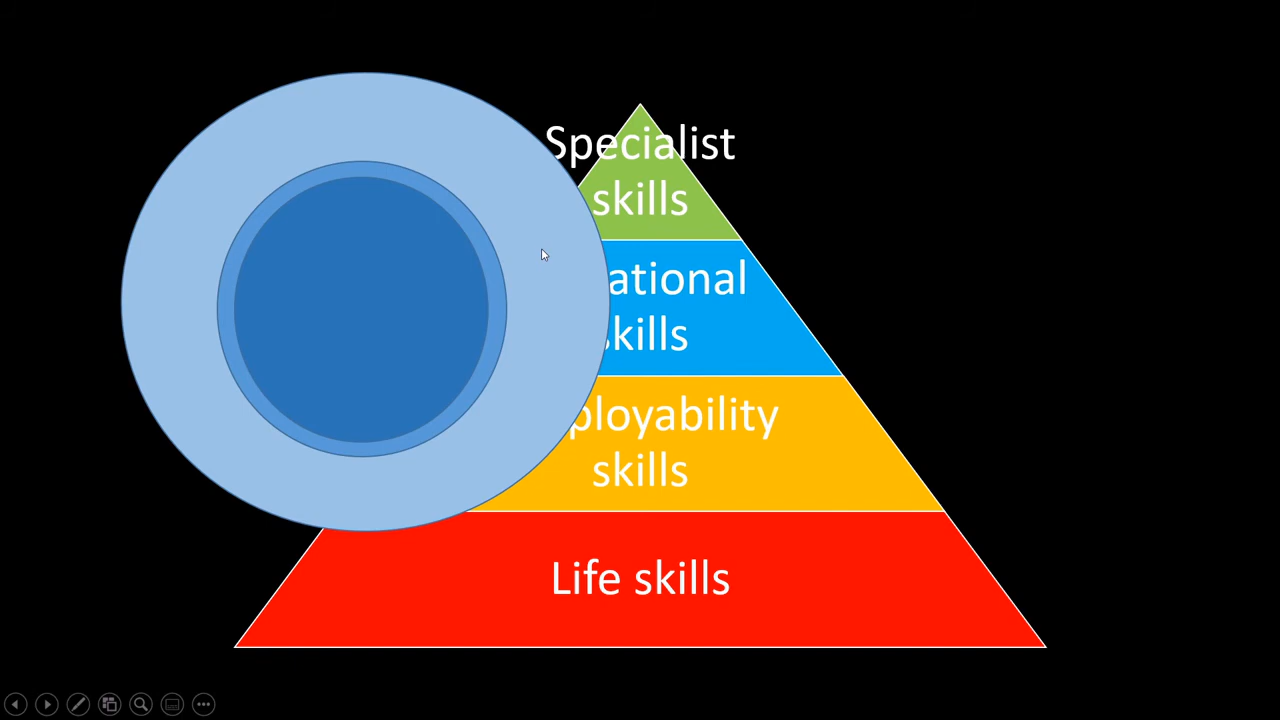 Specialist
skills
ational
skills
ployability
skills
Life skills